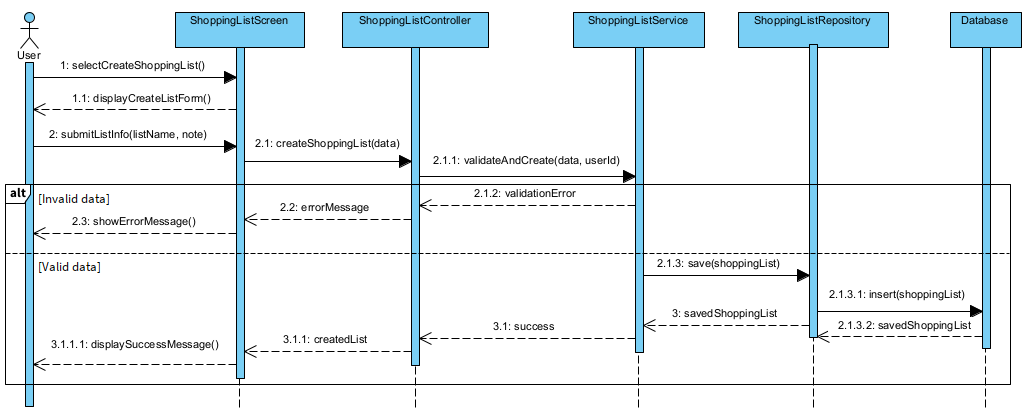 ShoppingListScreen
ShoppingListController
ShoppingListService
ShoppingListRepository
Database
User
1: selectCreateShoppingList()
1.1: displayCreateListForm()
2: submitListInfo(listName, note)
2.1: createShoppingList(data)
2.1.1: validateAndCreate(data, userId)
alt
[Invalid data]
2.1.2: validationError
2.2: errorMessage
2.3: showErrorMessage()
[Valid data]
2.1.3: save(shoppingList)
2.1.3.1: insert(shoppingList)
3: savedShoppingList
2.1.3.2: savedShoppingList
3.1: success
3.1.1: createdList
3.1.1.1: displaySuccessMessage()